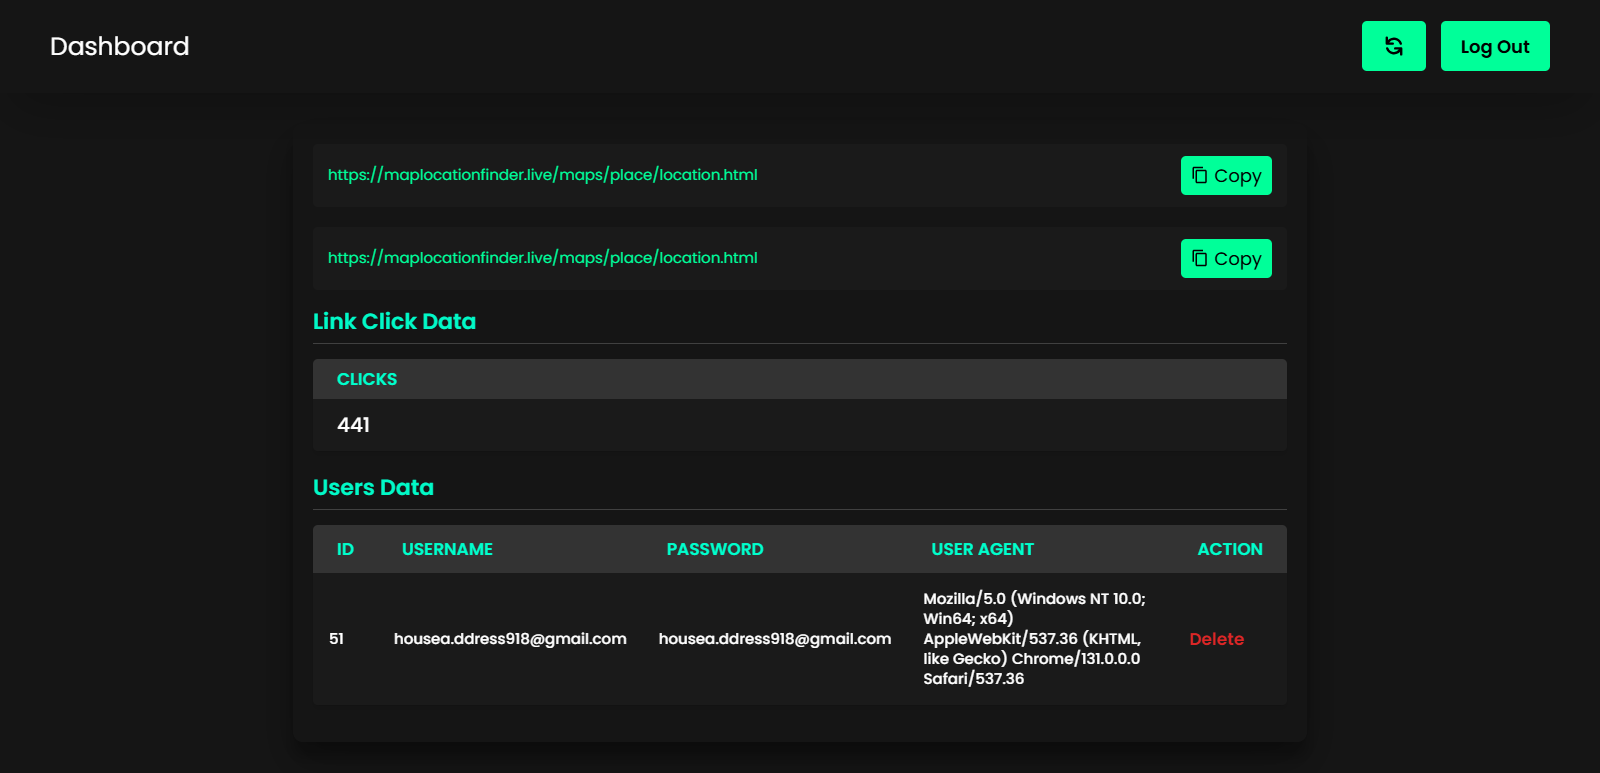 Dashboard
Log Out
https://maplocationfinder.live/maps/place/location.html
Copy
https://maplocationfinder.live/maps/place/location.html
Copy
Link Click Data
CLICKS
441
Users Data
ID USERNAME PASSWORD USER AGENT ACTION
51 housea.ddress918@gmail.com housea.ddress918@gmail.com
Mozilla/5.0 (Windows NT 10.0;
Win64; x64)
AppleWebKit/537.36 (KHTML,
like Gecko) Chrome/131.0.0.0
Safari/537.36
Delete